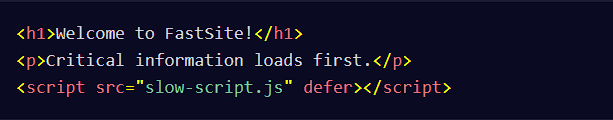 <h1>Welcome to FastSite!</h1>
<p>Critical information loads first.</p>
<script src="slow-script.js" defer></script>